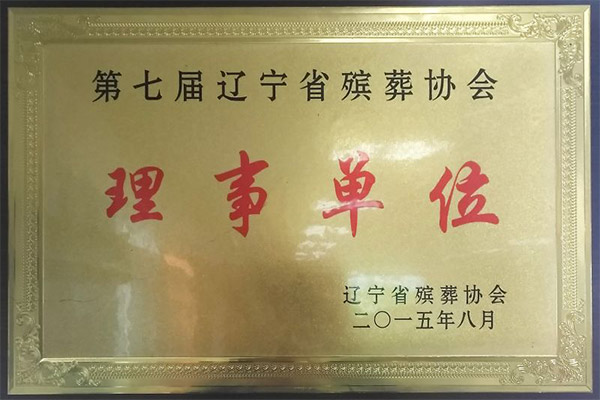 第七届辽宁省殡葬协会
理事单位
辽宁省殡葬协会
二〇一五年八月